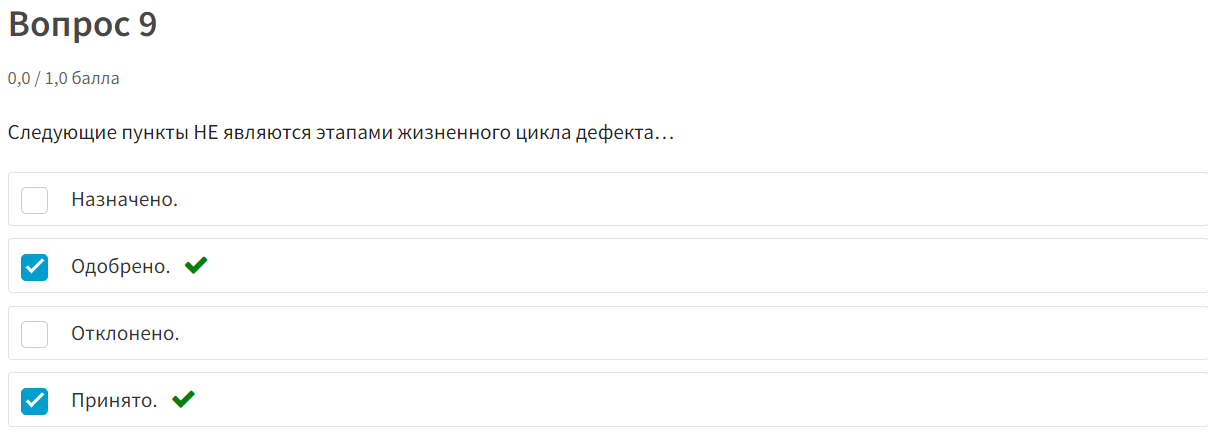 Вопрос 9
0,0 / 1,0 балла
Следующие пункты НЕ являются этапами жизненного цикла дефекта…
Назначено.
Одобрено.
Отклонено.
Принято.